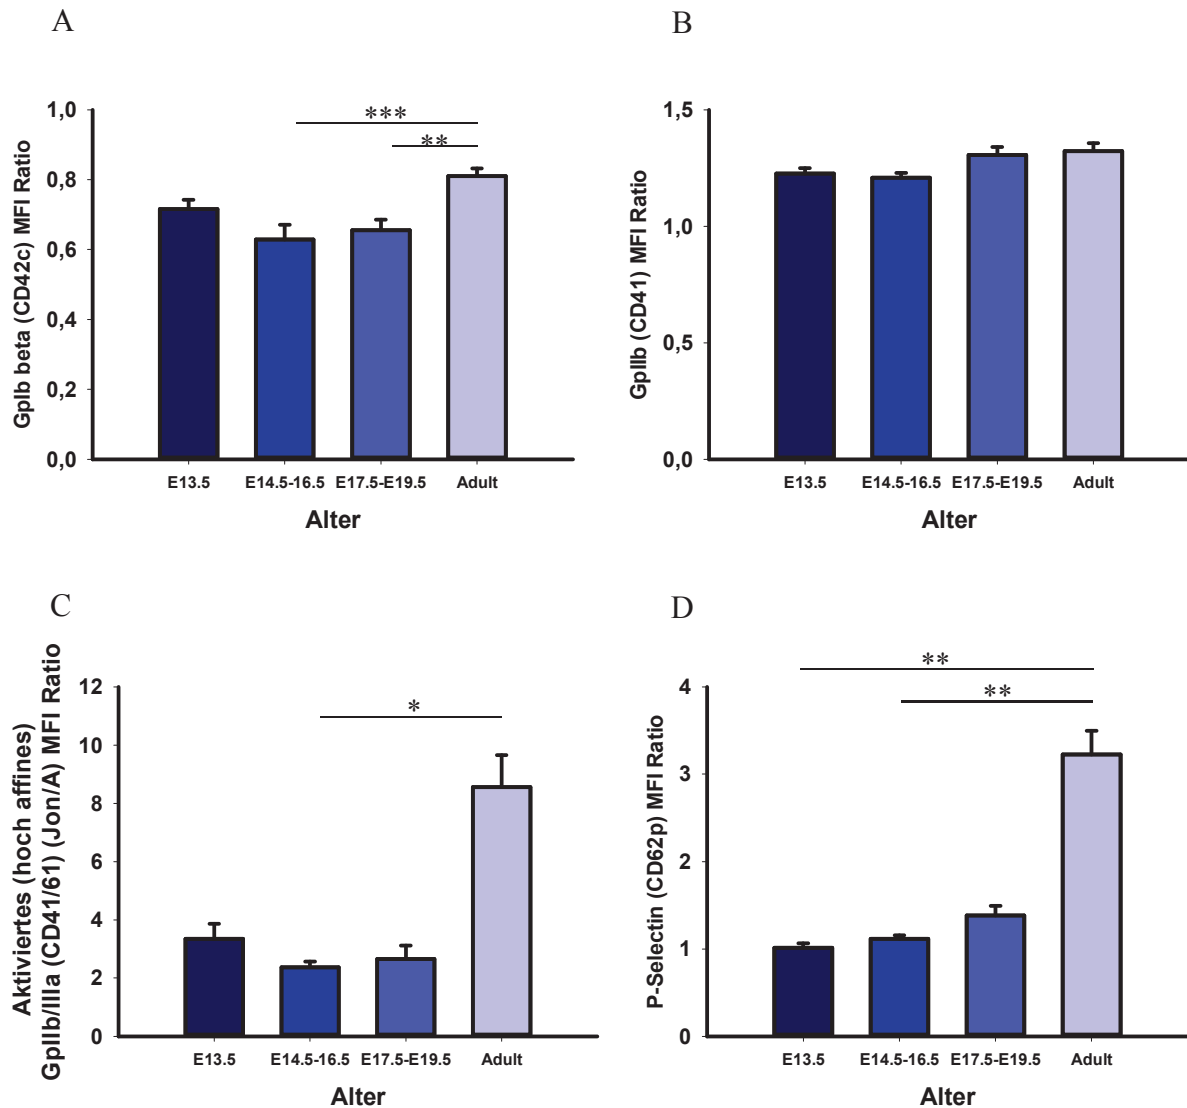 A
GpIb beta (CD42c) MFI Ratio
1,0
0,8
0,6
0,4
0,2
0,0
***
**
E13.5 E14.5-16.5 E17.5-E19.5 Adult
Alter
B
GpIIb (CD41) MFI Ratio
1,5
1,0
0,5
0,0
E13.5 E14.5-16.5 E17.5-E19.5 Adult
Alter
C
Aktiviertes (hoch affines)
GpIIb/IIIa (CD41/61) (Jon/A) MFI Ratio
12
10
8
6
4
2
0
*
E13.5 E14.5-16.5 E17.5-E19.5 Adult
Alter
D
P-Selectin (CD62p) MFI Ratio
4
3
2
1
0
**
**
E13.5 E14.5-16.5 E17.5-E19.5 Adult
Alter